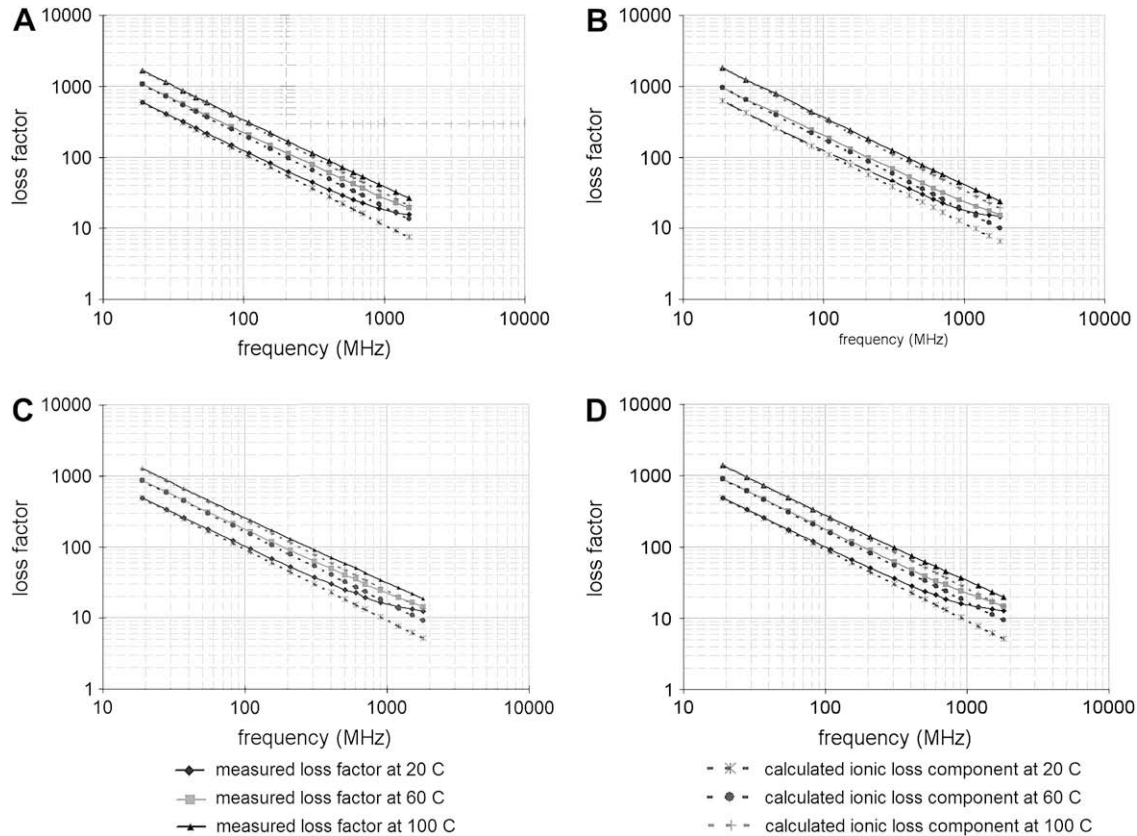 A
10000
1000
100
10
1
loss factor
10 100 1000 10000
frequency (MHz)
B
10000
1000
100
10
1
loss factor
10 100 1000 10000
frequency (MHz)
C
10000
1000
100
10
1
loss factor
10 100 1000 10000
frequency (MHz)
D
10000
1000
100
10
1
loss factor
10 100 1000 10000
frequency (MHz)
measured loss factor at 20 C
measured loss factor at 60 C
measured loss factor at 100 C
calculated ionic loss component at 20 C
calculated ionic loss component at 60 C
calculated ionic loss component at 100 C